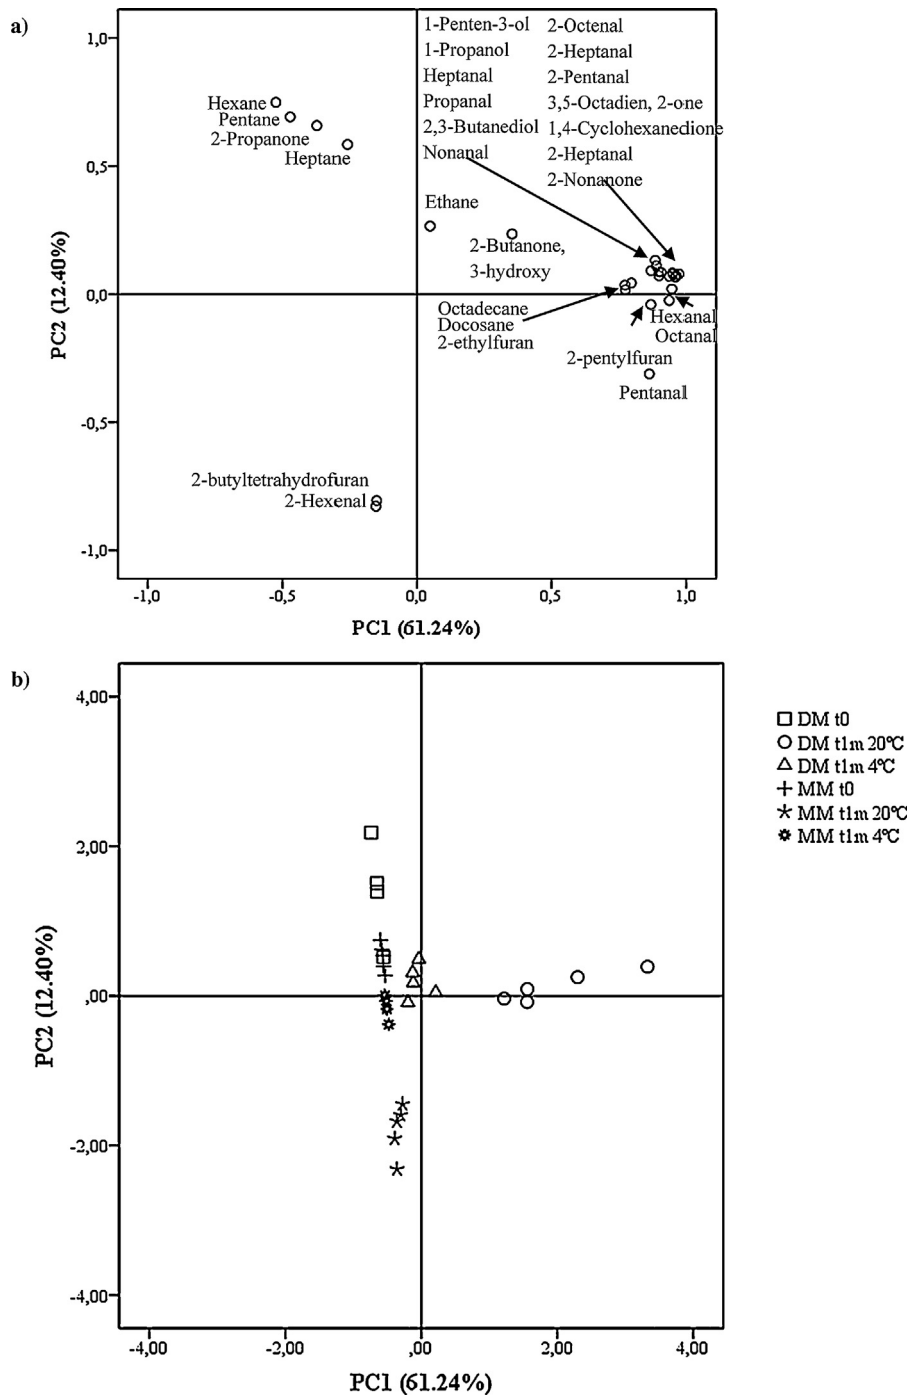 a)
1,0
0,5
0,0
-0,5
-1,0
PC2 (12.40%)
1-Penten-3-ol
1-Propanol
Heptanal
Propanal
2,3-Butanediol
Nonanal
2-Octenal
2-Heptanal
2-Pentanal
3,5-Octadien, 2-one
1,4-Cyclohexanedione
2-Heptanal
2-Nonanone
Hexane
Pentane
2-Propanone
Heptane
Ethane
2-Butanone,
3-hydroxy
Octadecane
Docosane
2-ethylfuran
Hexanal
Octanal
2-pentylfuran
Pentanal
2-butyltetrahydrofuran
2-Hexenal
-1,0 -0,5 0,0 0,5 1,0
PC1 (61.24%)
b)
4,00
2,00
,00
-2,00
-4,00
PC2 (12.40%)
-4,00 -2,00 ,00 2,00 4,00
PC1 (61.24%)
DM t0
DM t1m 20ºC
DM t1m 4ºC
MM t0
MM t1m 20ºC
MM t1m 4ºC